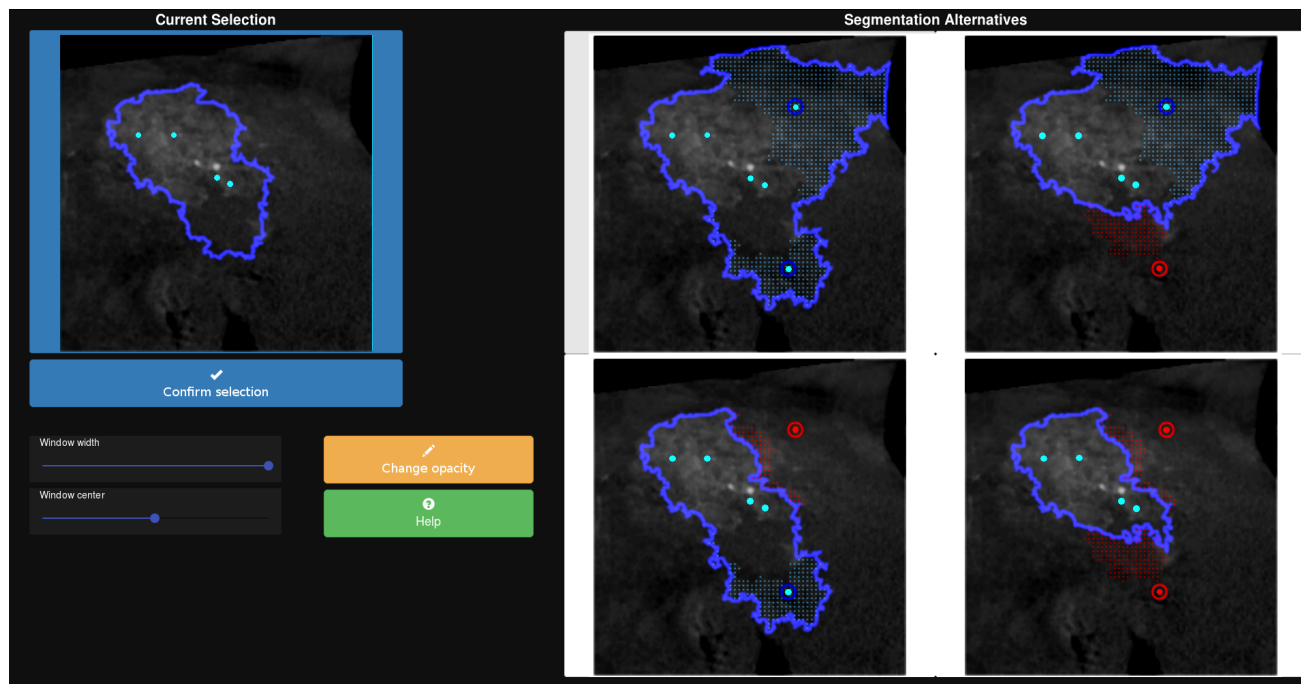 Current Selection
Segmentation Alternatives
Confirm selection
Window width
Change opacity
Window center
Help